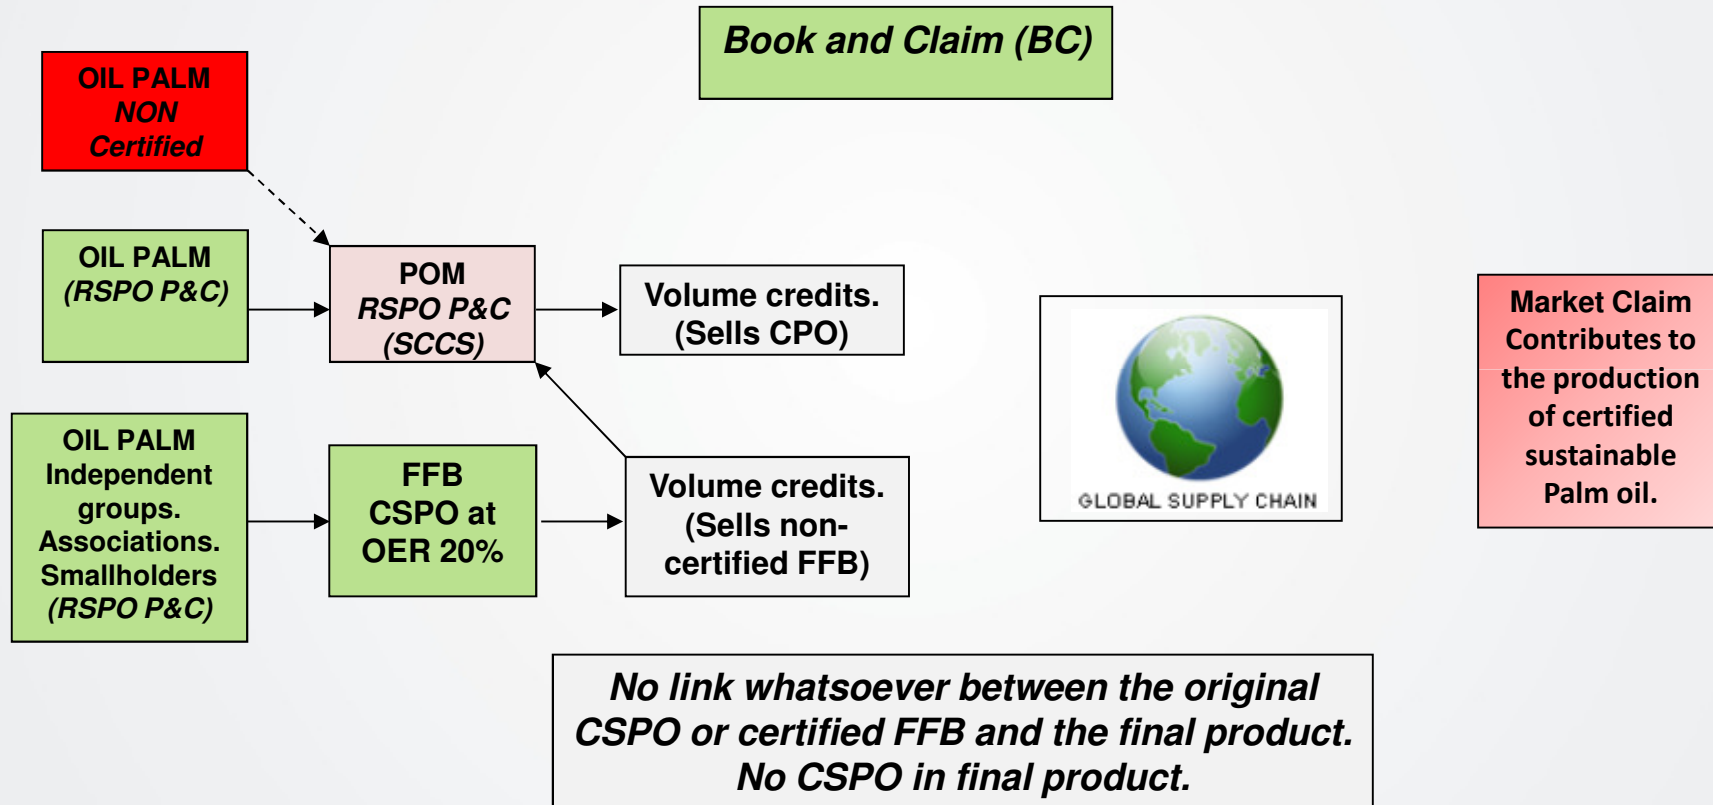 Book and Claim (BC)
OIL PALM
NON
Certified
OIL PALM
(RSPO P&C)
POM
RSPO P&C
(SCCS)
Volume credits.
(Sells CPO)
GLOBAL SUPPLY CHAIN
Market Claim
Contributes to
the production
of certified
sustainable
Palm oil.
OIL PALM
Independent
groups.
Associations.
Smallholders
(RSPO P&C)
FFB
CSPO at
OER 20%
Volume credits.
(Sells non-
certified FFB)
No link whatsoever between the original
CSPO or certified FFB and the final product.
No CSPO in final product.